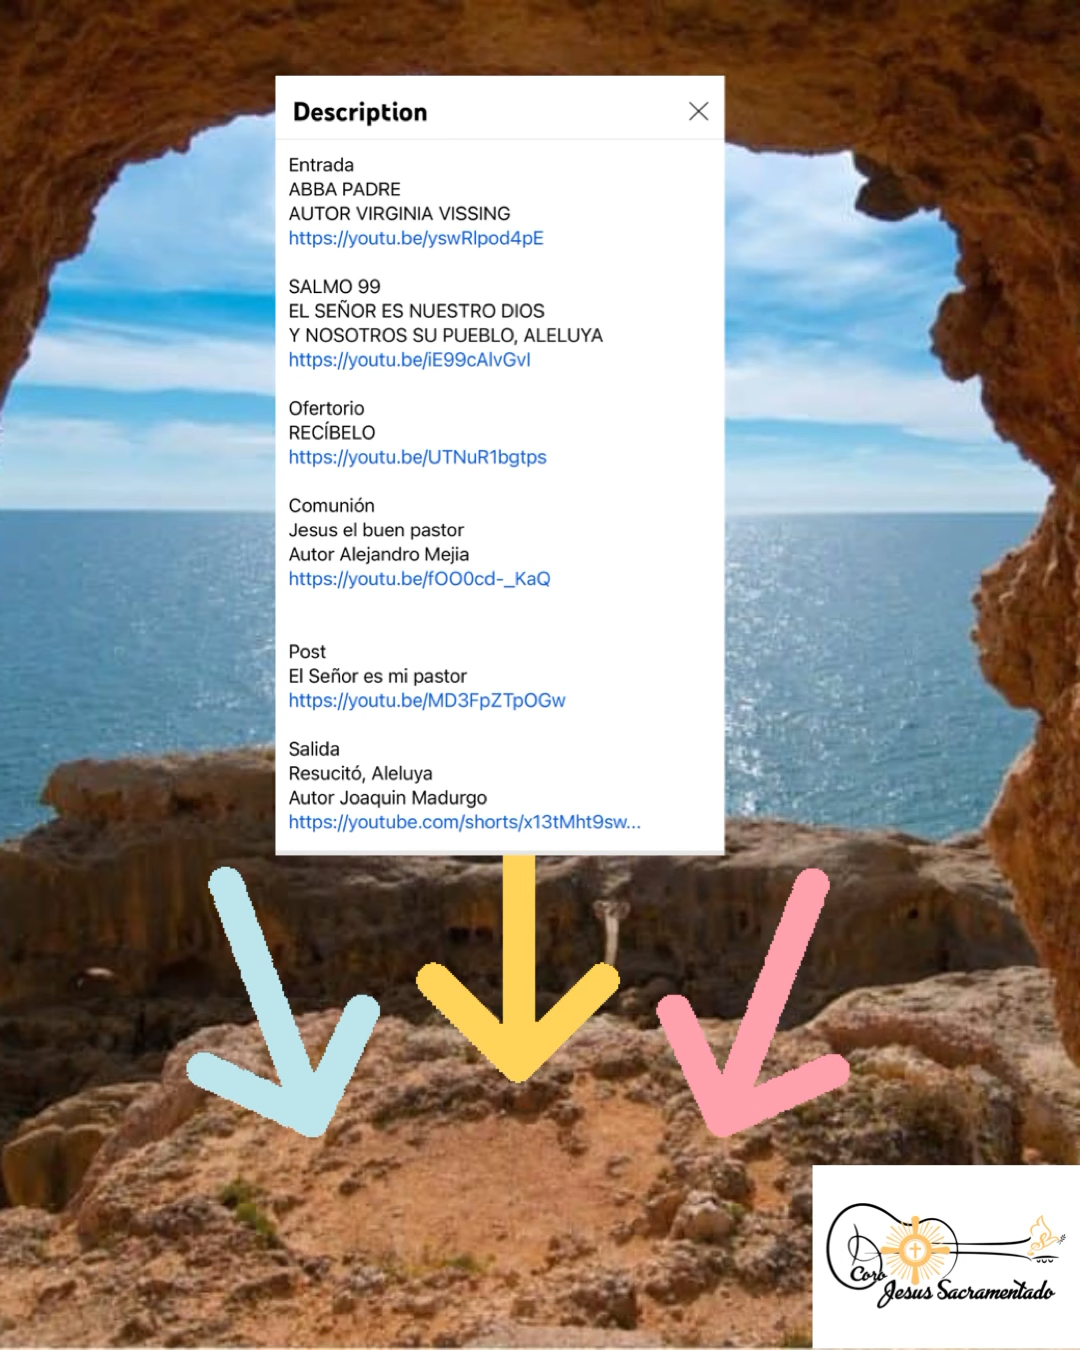 Description
Entrada
ABBA PADRE
AUTOR VIRGINIA VISSING
https://youtu.be/yswRlpod4pE
SALMO 99
EL SEÑOR ES NUESTRO DIOS
Y NOSOTROS SU PUEBLO, ALELUYA
https://youtu.be/iE99cAlvGvI
Ofertorio
RECÍBELO
https://youtu.be/UTNuR1bgtps
Comunión
Jesus el buen pastor
Autor Alejandro Mejia
https://youtu.be/fOO0cd-_KaQ
Post
El Señor es mi pastor
https://youtu.be/MD3FpZTpOGw
Salida
Resucitó, Aleluya
Autor Joaquin Madurgo
https://youtube.com/shorts/x13tMht9sw...
Coro
Jesus Sacramentado